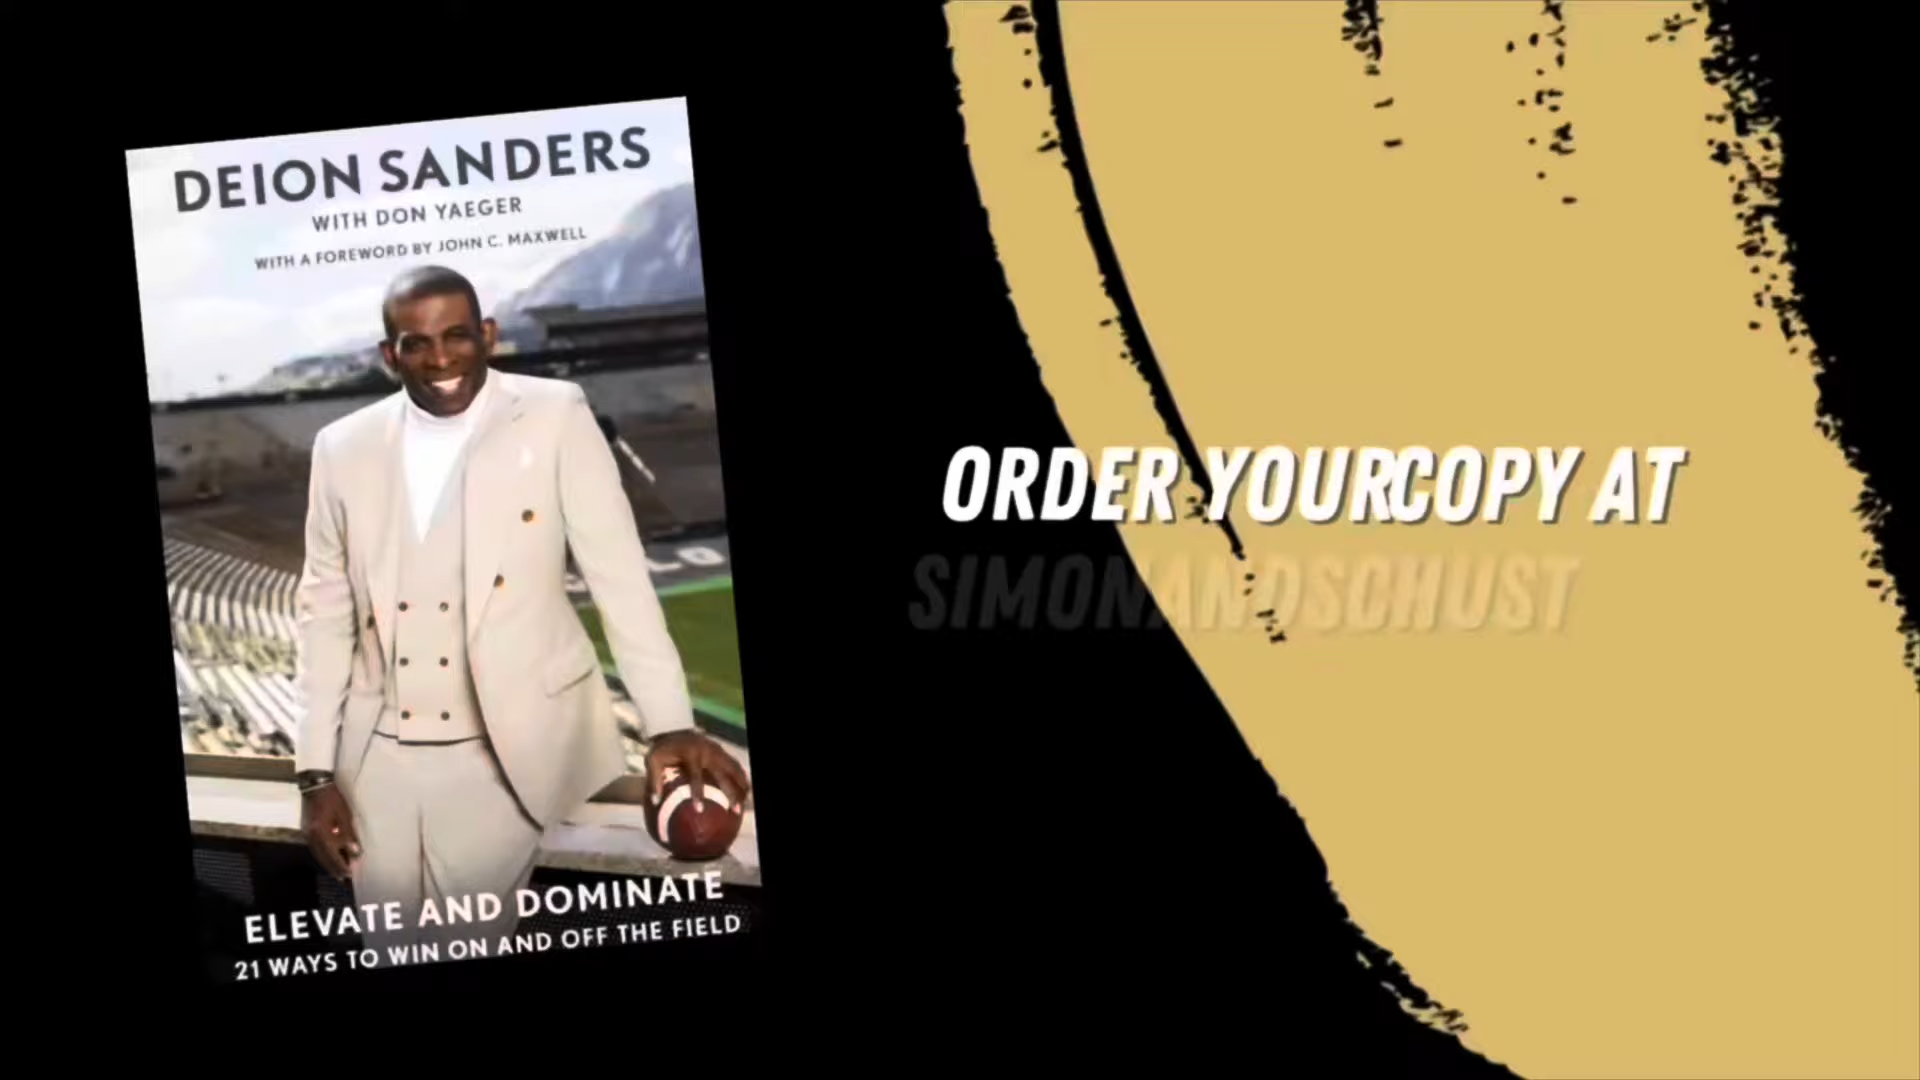 DEION SANDERS
WITH DON YAEGER
WITH A FOREWORD BY JOHN C. MAXWELL
ELEVATE AND DOMINATE
21 WAYS TO WIN ON AND OFF THE FIELD
ORDER YOURCOPY AT
SIMONANDSCHUST